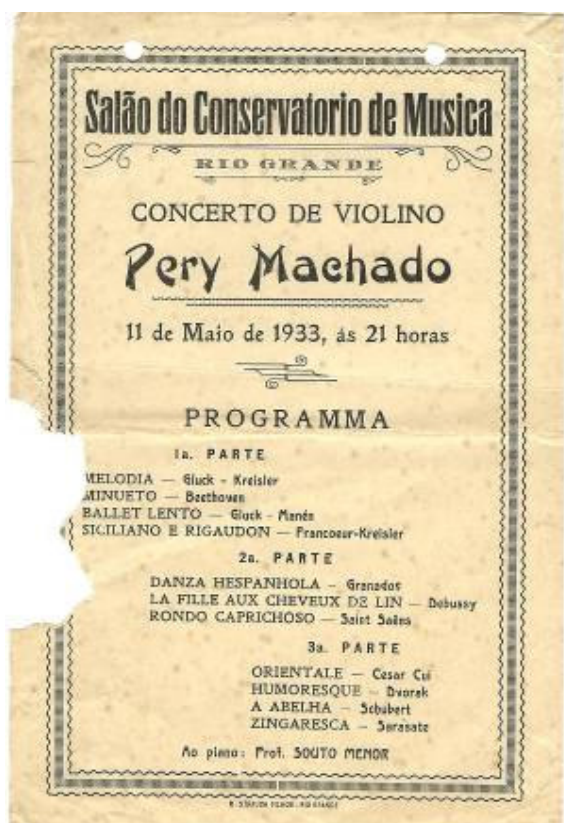 Salão do Conservatorio de Musica
RIO GRANDE
CONCERTO DE VIOLINO
Pery Machado
11 de Maio de 1933, ás 21 horas
PROGRAMMA
1a. PARTE
MELODIA — Gluck - Kreisler
MINUETO — Beethoven
BALLET LENTO — Gluck - Manén
SICILIANO E RIGAUDON — Francoeur-Kreisler
2a. PARTE
DANZA HESPANHOLA — Granados
LA FILLE AUX CHEVEUX DE LIN — Debussy
RONDO CAPRICHOSO — Saint Saëns
3a. PARTE
ORIENTALE — Cesar Cui
HUMORESQUE — Dvorak
A ABELHA — Schubert
ZINGARESCA — Sarasate
Ao piano: Prof. SOUTO MENOR
RIO GRANDE